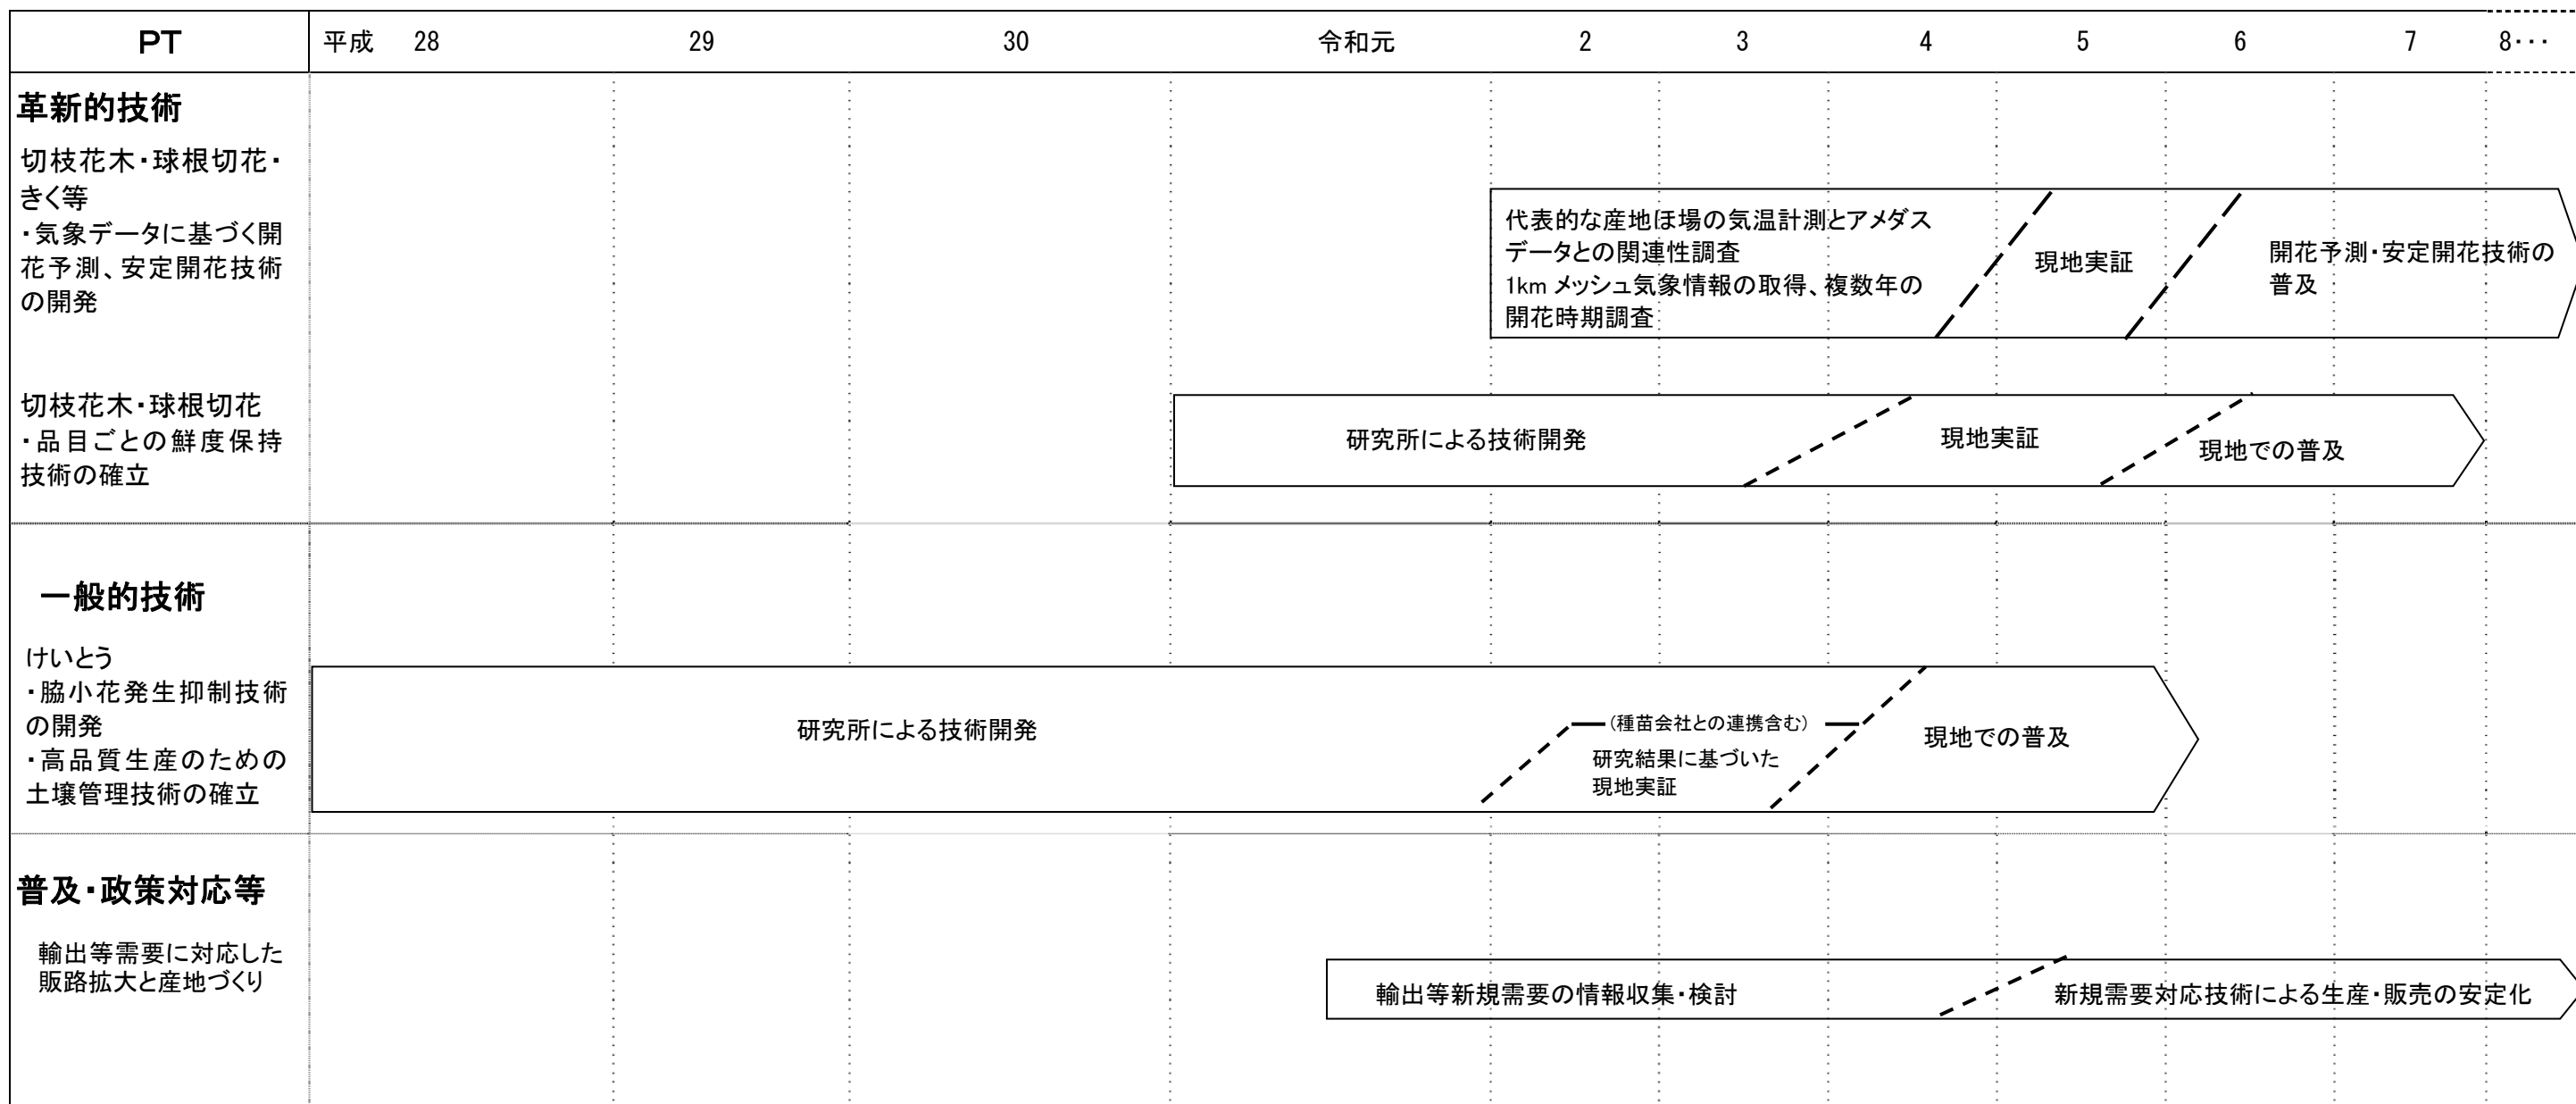 PT 平成 28 29 30 令和元 2 3 4 5 6 7 8・・・
革新的技術
切枝花木・球根切花・
きく等
・気象データに基づく開
花予測、安定開花技術
の開発
代表的な産地ほ場の気温計測とアメダス
データとの関連性調査
1km メッシュ気象情報の取得、複数年の
開花時期調査
現地実証
開花予測・安定開花技術の
普及
切枝花木・球根切花
・品目ごとの鮮度保持
技術の確立
研究所による技術開発
現地実証
現地での普及
一般的技術
けいとう
・脇小花発生抑制技術
の開発
・高品質生産のための
土壌管理技術の確立
研究所による技術開発
(種苗会社との連携含む)
研究結果に基づいた
現地実証
現地での普及
普及・政策対応等
輸出等需要に対応した
販路拡大と産地づくり
輸出等新規需要の情報収集・検討
新規需要対応技術による生産・販売の安定化